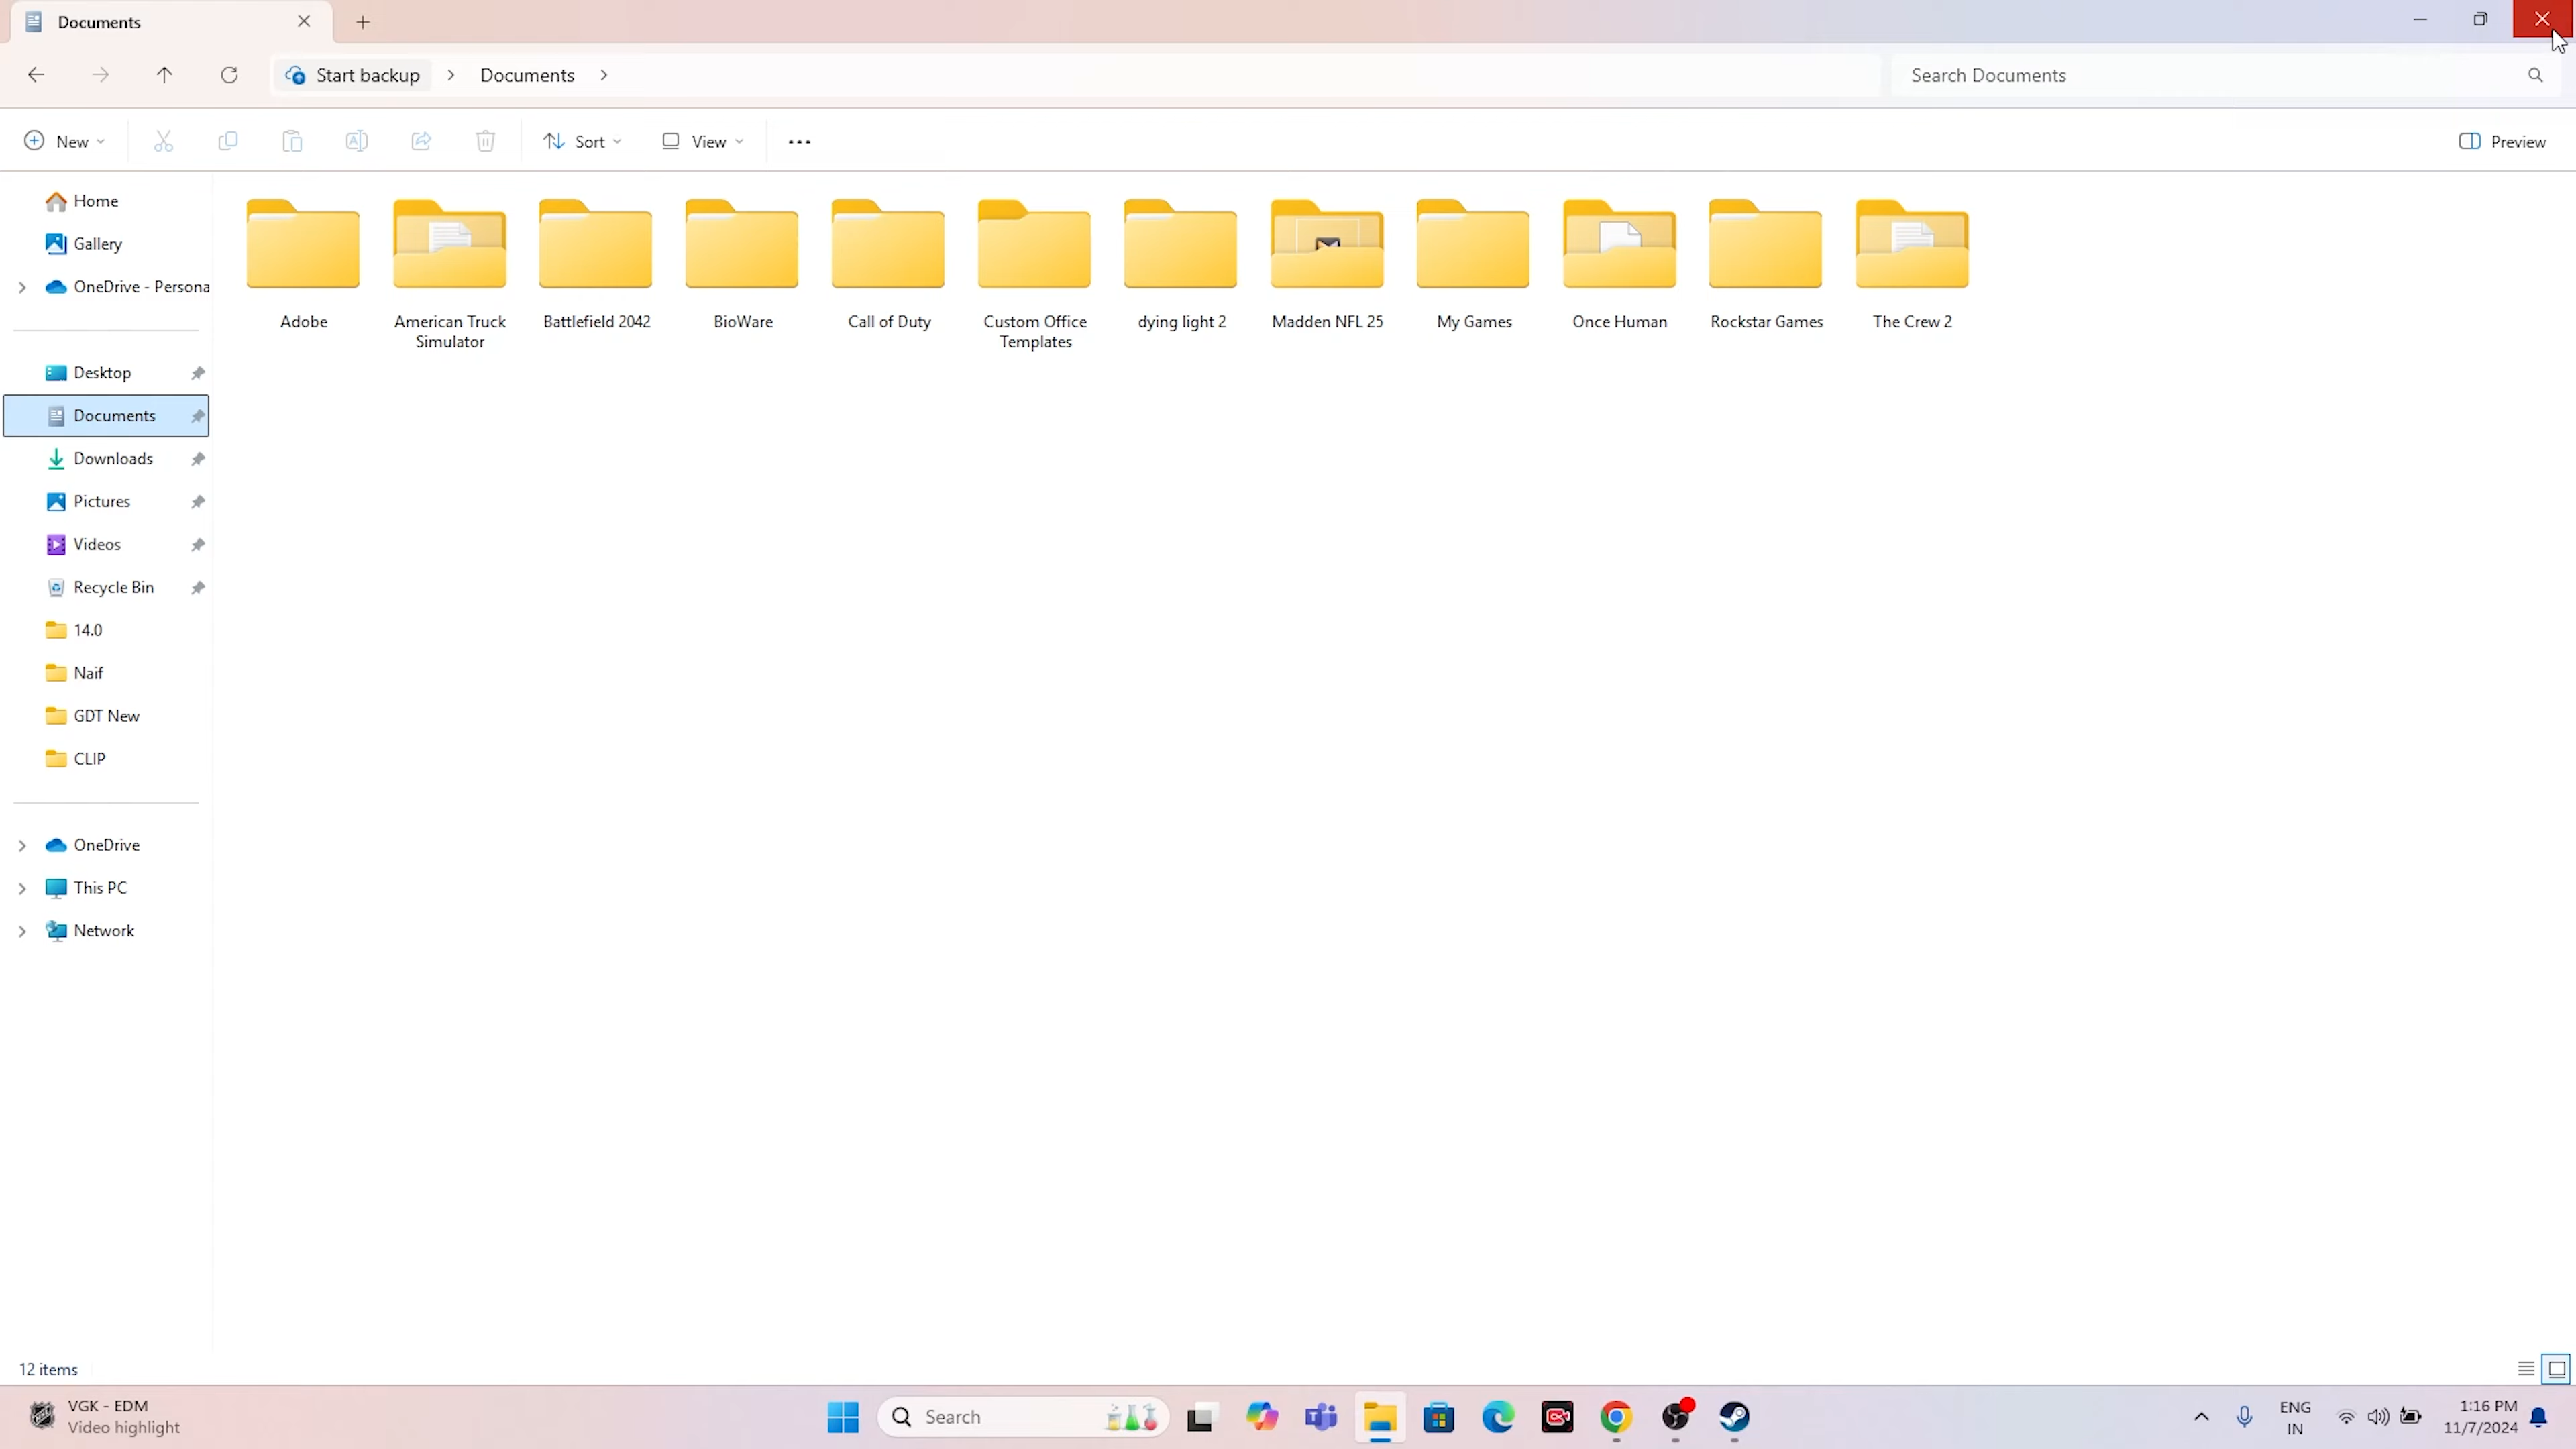 Documents
Start backup
Documents
Search Documents
New
Sort
View
Preview
Home
Gallery
OneDrive - Persona
Desktop
Documents
Downloads
Pictures
Videos
Recycle Bin
14.0
Naif
GDT New
CLIP
OneDrive
This PC
Network
Adobe
American Truck
Simulator
Battlefield 2042
BioWare
Call of Duty
Custom Office
Templates
dying light 2
Madden NFL 25
My Games
Once Human
Rockstar Games
The Crew 2
12 items
VGK - EDM
Video highlight
Search
ENG
IN
1:16 PM
11/7/2024